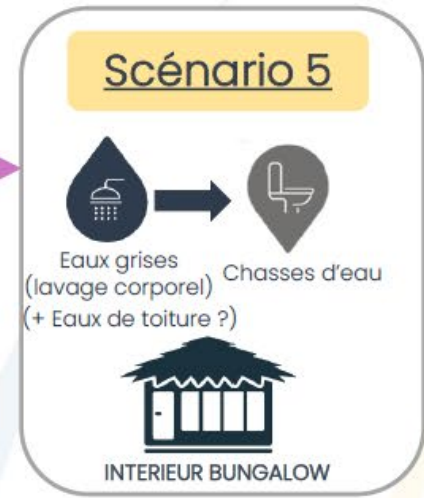 Scénario 5
Eaux grises
(lavage corporel)
(+ Eaux de toiture ?)
Chasses d'eau
INTERIEUR BUNGALOW